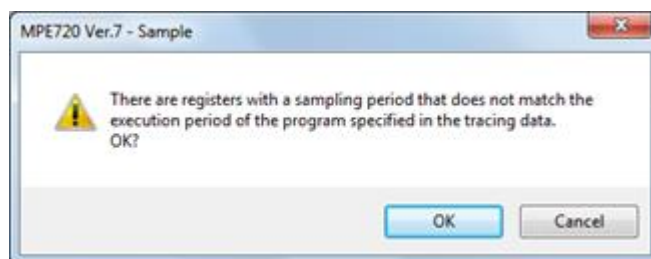 MPE720 Ver.7 - Sample
There are registers with a sampling period that does not match the
execution period of the program specified in the tracing data.
OK?
OK
Cancel